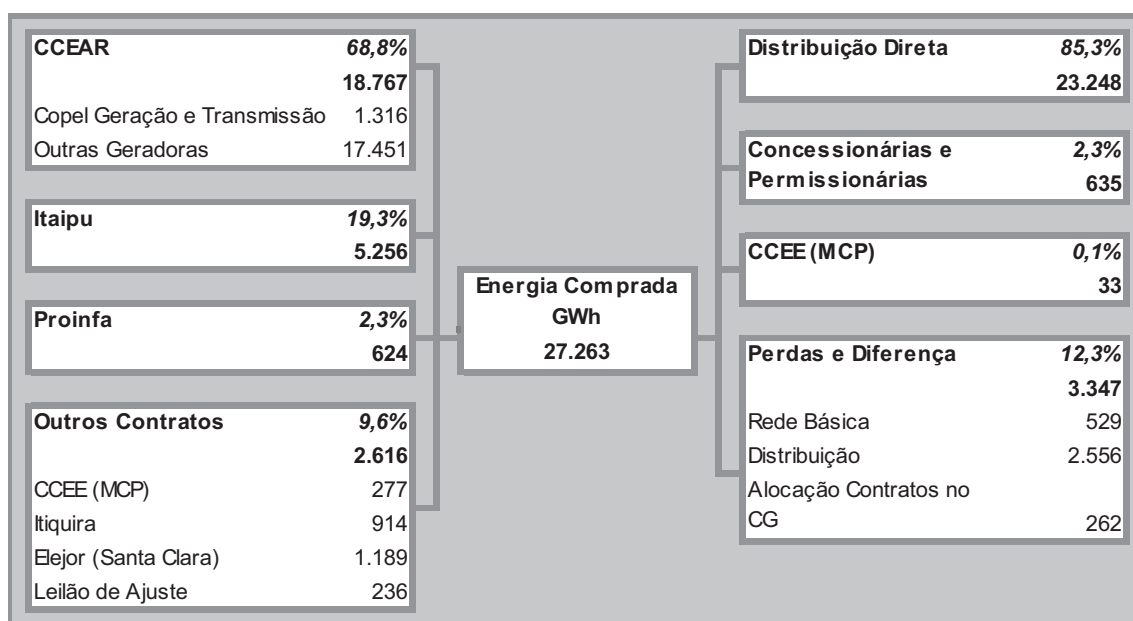 CCEAR 68,8%
18.767
Copel Geração e Transmissão 1.316
Outras Geradoras 17.451
Itaipu 19,3%
5.256
Proinfa 2,3%
624
Outros Contratos 9,6%
2.616
CCEE (MCP) 277
Itiquira 914
Elejor (Santa Clara) 1.189
Leilão de Ajuste 236
Energia Comprada
GWh
27.263
Distribuição Direta 85,3%
23.248
Concessionárias e 2,3%
Permissionárias 635
CCEE (MCP) 0,1%
33
Perdas e Diferença 12,3%
3.347
Rede Básica 529
Distribuição 2.556
Alocação Contratos no
CG 262